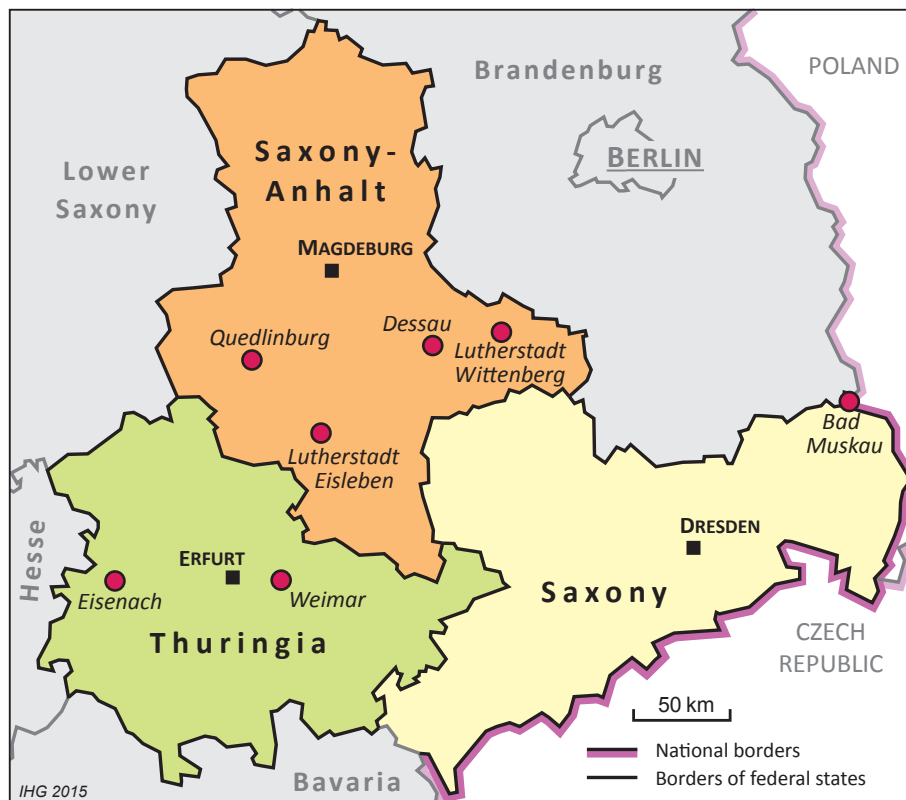 Brandenburg
POLAND
BERLIN
Saxony-
Anhalt
Lower
Saxony
MAGDEBURG
Quedlinburg
Dessau
Lutherstadt
Wittenberg
Bad
Muskau
Lutherstadt
Eisleben
Hesse
DRESDEN
ERFURT
Eisenach
Weimar
Saxony
Thuringia
CZECH
REPUBLIC
50 km
National borders
Borders of federal states
Bavaria
IHG 2015